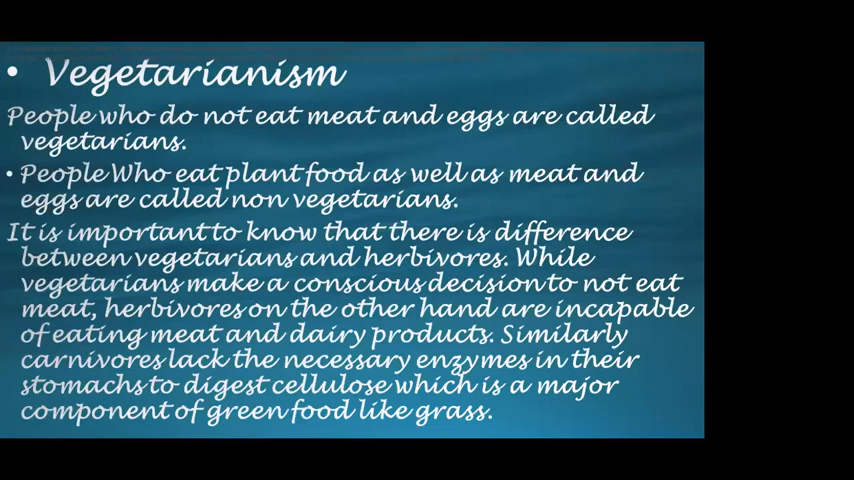 • Vegetarianism
People who do not eat meat and eggs are called
vegetarians.
• People Who eat plant food as well as meat and
eggs are called non vegetarians.
It is important to know that there is difference
between vegetarians and herbivores. While
vegetarians make a conscious decision to not eat
meat, herbivores on the other hand are incapable
of eating meat and dairy products. Similarly
carnivores lack the necessary enzymes in their
stomachs to digest cellulose which is a major
component of green food like grass.